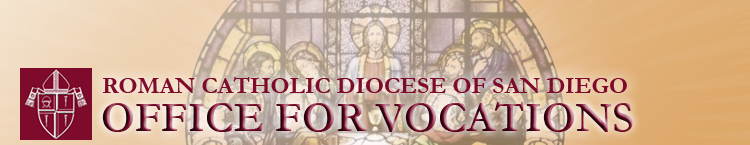 ROMAN CATHOLIC DIOCESE OF SAN DIEGO
OFFICE FOR VOCATIONS